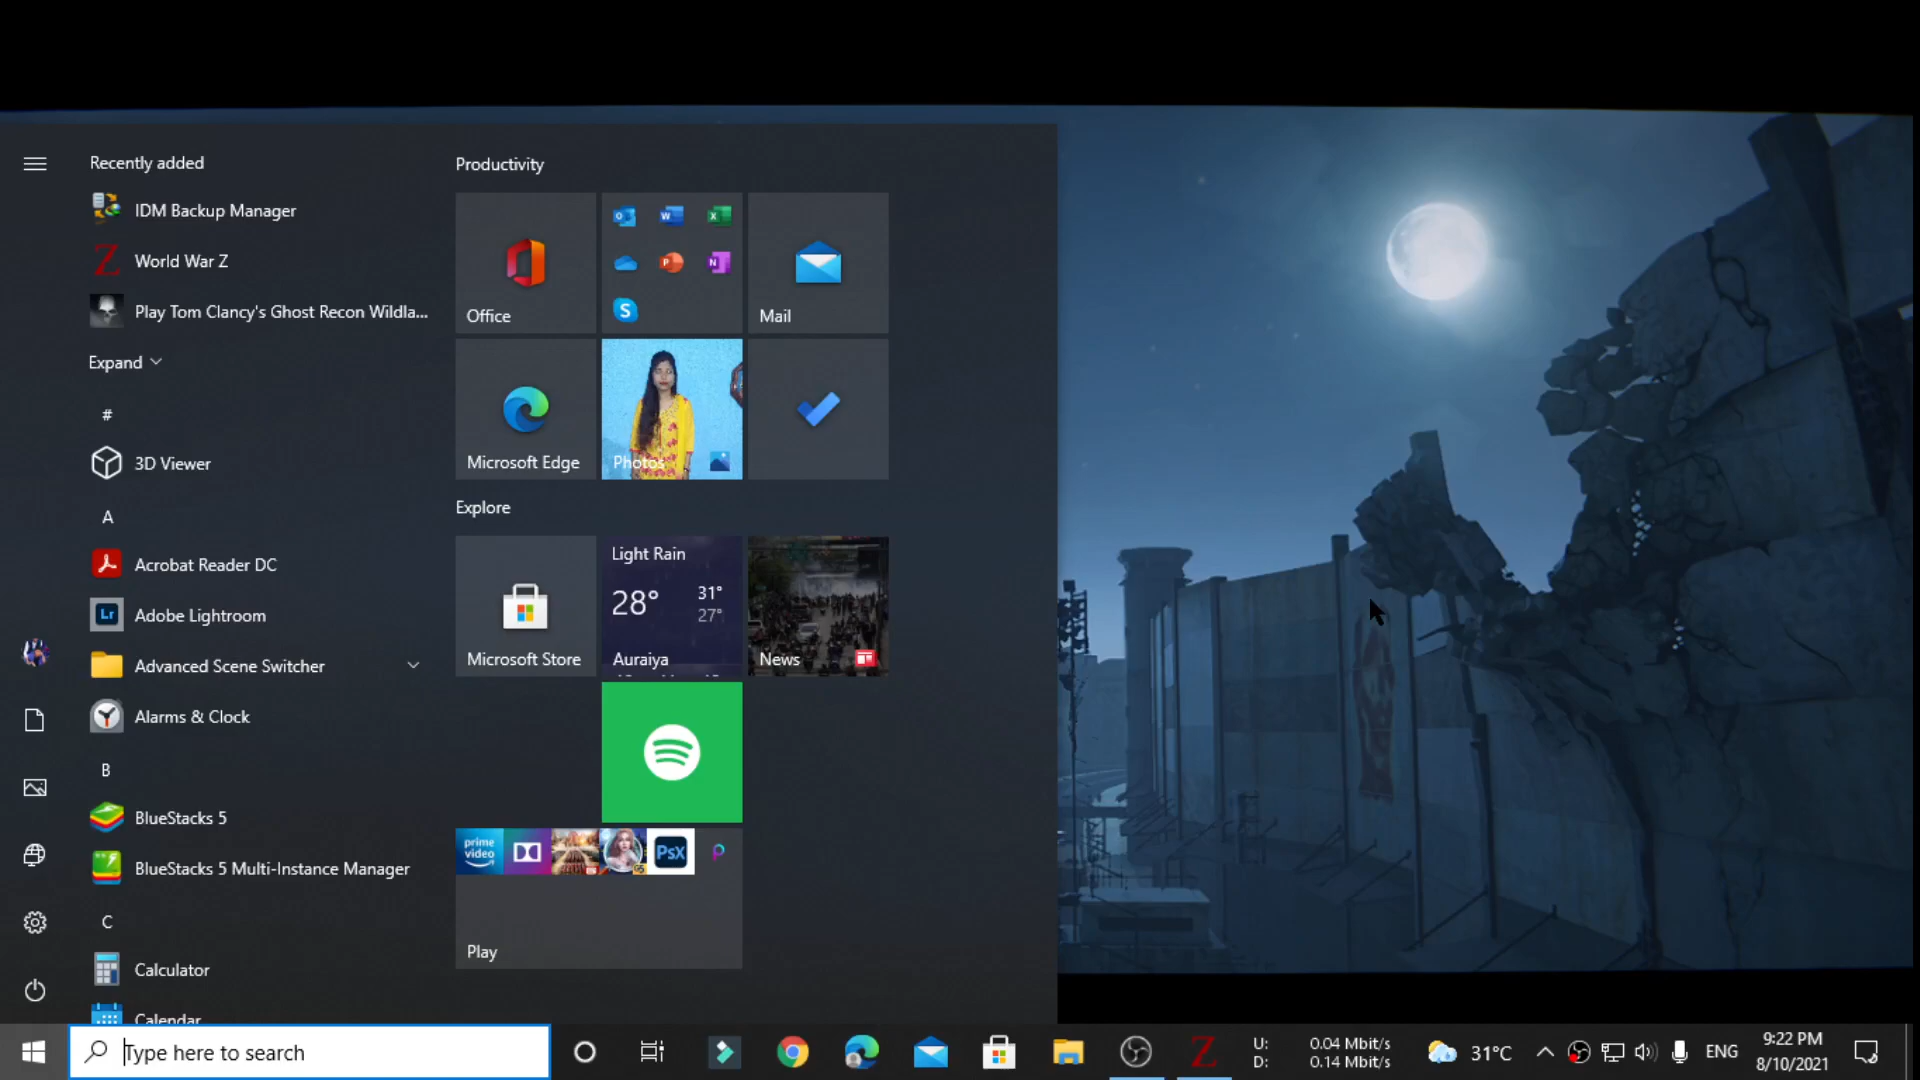 Recently added
IDM Backup Manager
World War Z
Play Tom Clancy's Ghost Recon Wildla...
Expand
#
3D Viewer
A
Acrobat Reader DC
Adobe Lightroom
Advanced Scene Switcher
Alarms & Clock
B
BlueStacks 5
BlueStacks 5 Multi-Instance Manager
C
Calculator
Calendar
Productivity
Office
Mail
Microsoft Edge
Photos
Explore
Microsoft Store
Light Rain
28° 31°
27°
Auraiya
News
prime video
PsX
Play
Type here to search
U: 0.04 Mbit/s
D: 0.14 Mbit/s
31°C
ENG
9:22 PM
8/10/2021